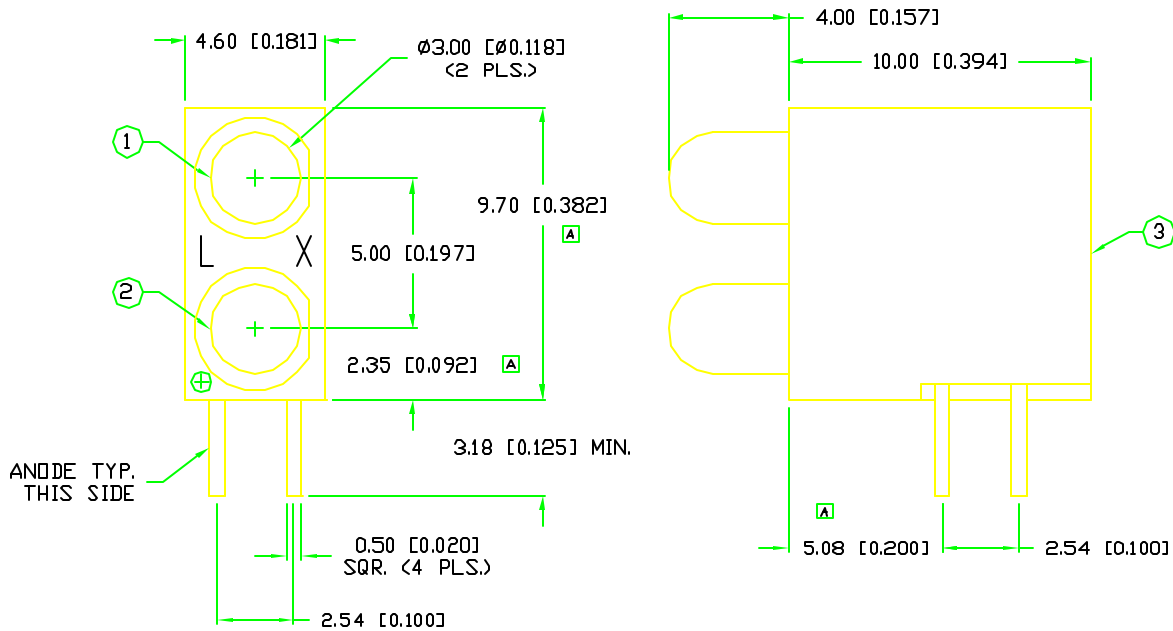 4.60 [0.181]
Ø3.00 [Ø0.118]
(2 PLS.)
4.00 [0.157]
10.00 [0.394]
1
9.70 [0.382]
A
3
L X
5.00 [0.197]
2
2.35 [0.092] A
3.18 [0.125] MIN.
ANODE TYP.
THIS SIDE
A
0.50 [0.020]
SQR. (4 PLS.)
5.08 [0.200]
2.54 [0.100]
2.54 [0.100]